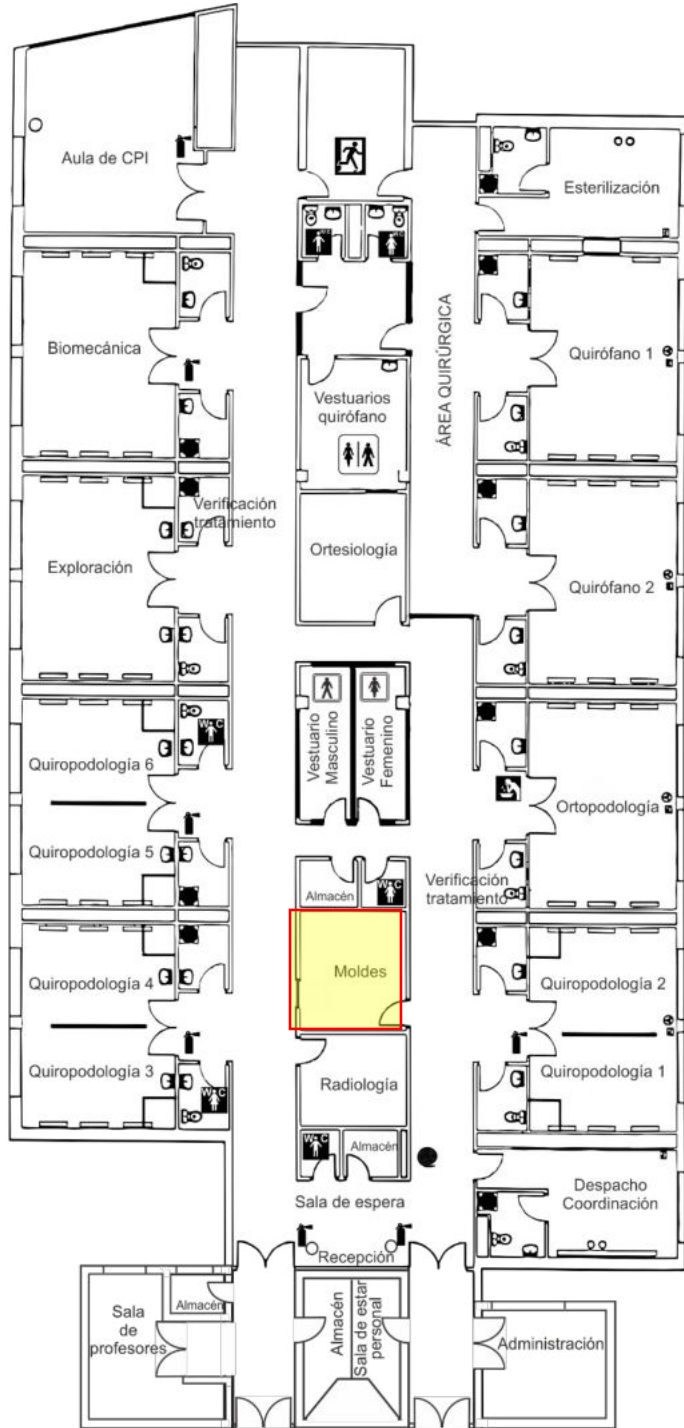 Aula de CPI
Esterilización
Biomecánica
ÁREA QUIRÚRGICA
Quirófano 1
Vestuarios
quirófano
Verificación
tratamiento
Ortesiología
Exploración
Quirófano 2
Vestuario
Masculino
Vestuario
Femenino
W C
Quiropodología 6
Quiropodología 5
Ortopodología
Almacén
W C
Verificación
tratamiento
Quiropodología 4
Moldes
Quiropodología 2
Quiropodología 3
Radiología
Quiropodología 1
W C
W C
Almacén
Despacho
Coordinación
Sala de espera
Recepción
Almacén
Sala
de
profesores
Almacén
Sala de estar
personal
Administración